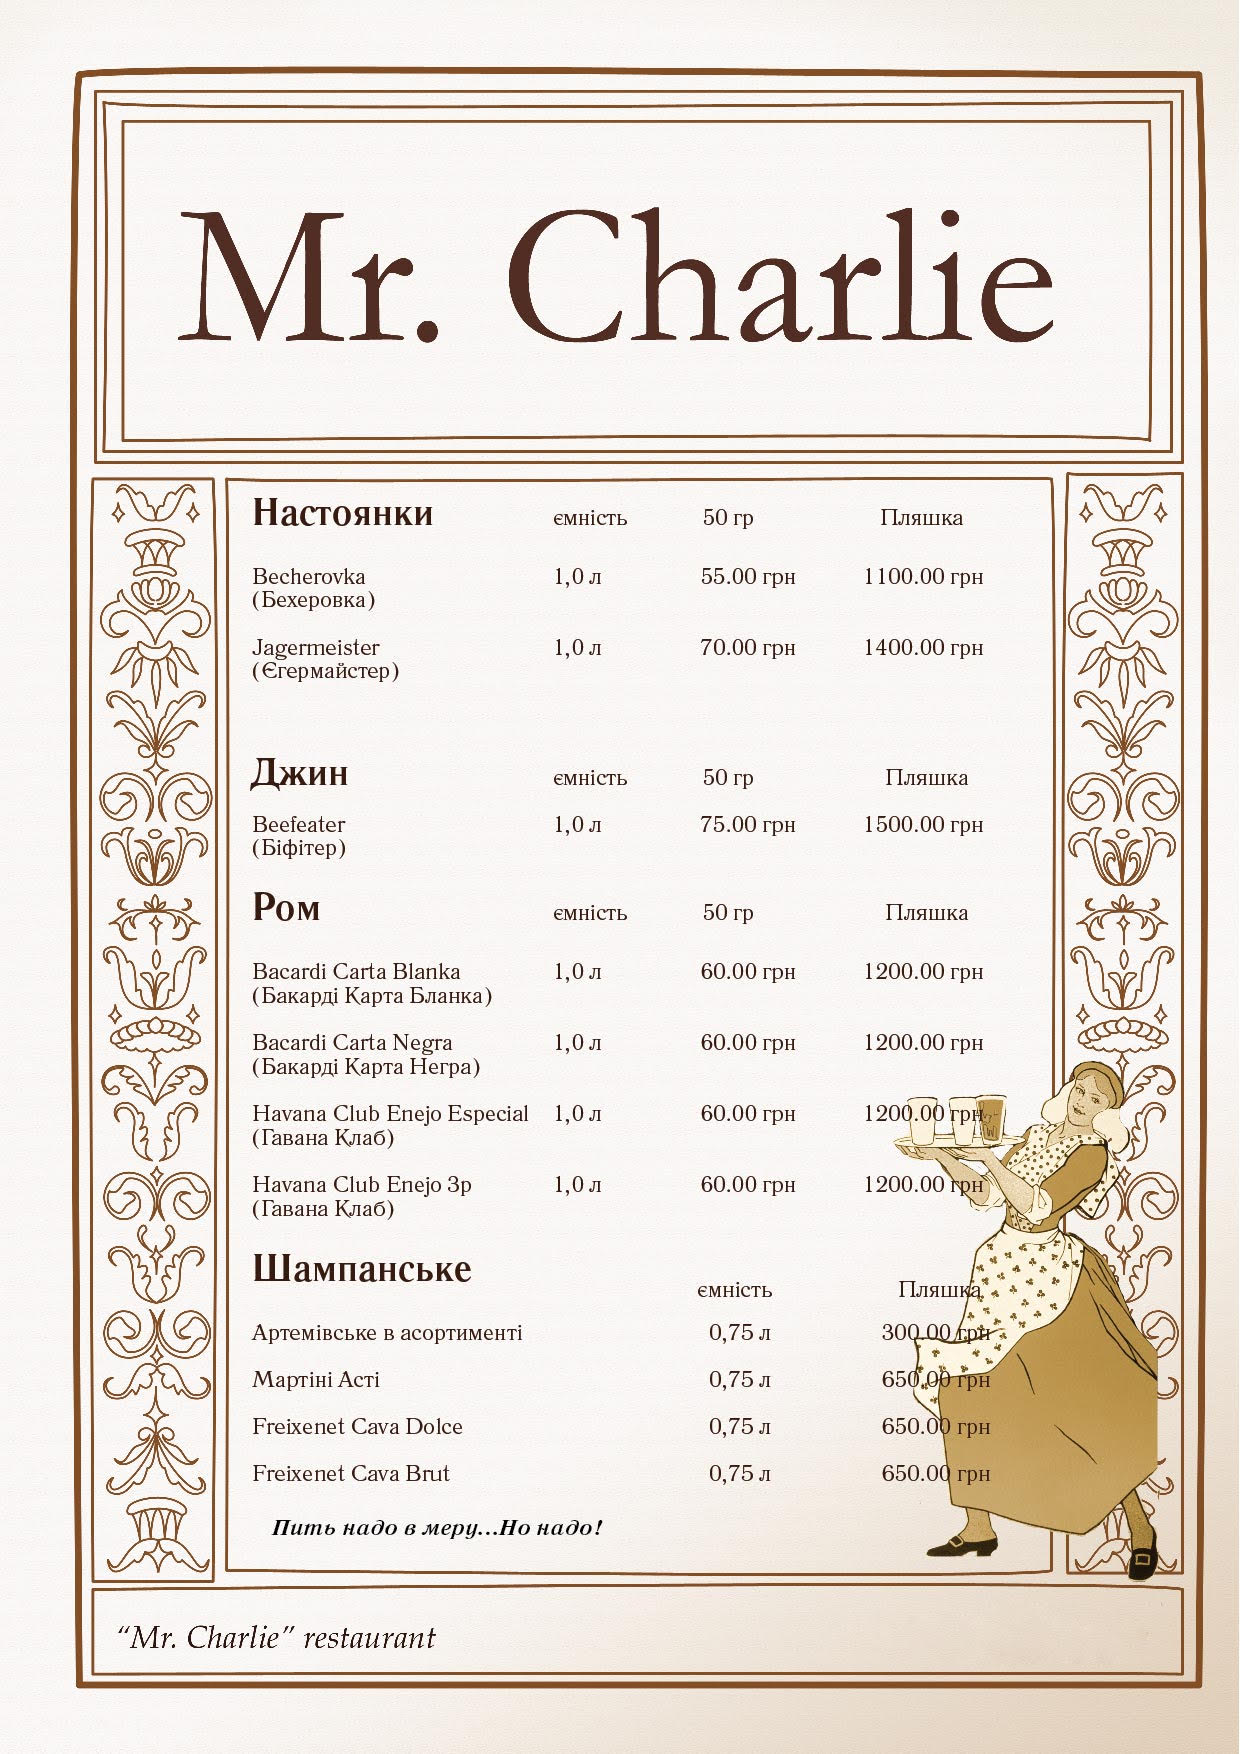 Mr. Charlie
Настоянки ємність 50 гр Пляшка
Becherovka 1,0 л 55.00 грн 1100.00 грн
(Бехеровка)
Jagermeister 1,0 л 70.00 грн 1400.00 грн
(Єгермайстер)
Джин ємність 50 гр Пляшка
Beefeater 1,0 л 75.00 грн 1500.00 грн
(Біфітер)
Ром ємність 50 гр Пляшка
Bacardi Carta Blanka 1,0 л 60.00 грн 1200.00 грн
(Бакарді Карта Бланка)
Bacardi Carta Negra 1,0 л 60.00 грн 1200.00 грн
(Бакарді Карта Негра)
Havana Club Enejo Especial 1,0 л 60.00 грн 1200.00 грн
(Гавана Клаб)
Havana Club Enejo 3р 1,0 л 60.00 грн 1200.00 грн
(Гавана Клаб)
Шампанське
ємність Пляшка
Артемівське в асортименті 0,75 л 300.00 грн
Мартіні Асті 0,75 л 650.00 грн
Freixenet Cava Dolce 0,75 л 650.00 грн
Freixenet Cava Brut 0,75 л 650.00 грн
Пить надо в меру...Но надо!
“Mr. Charlie” restaurant